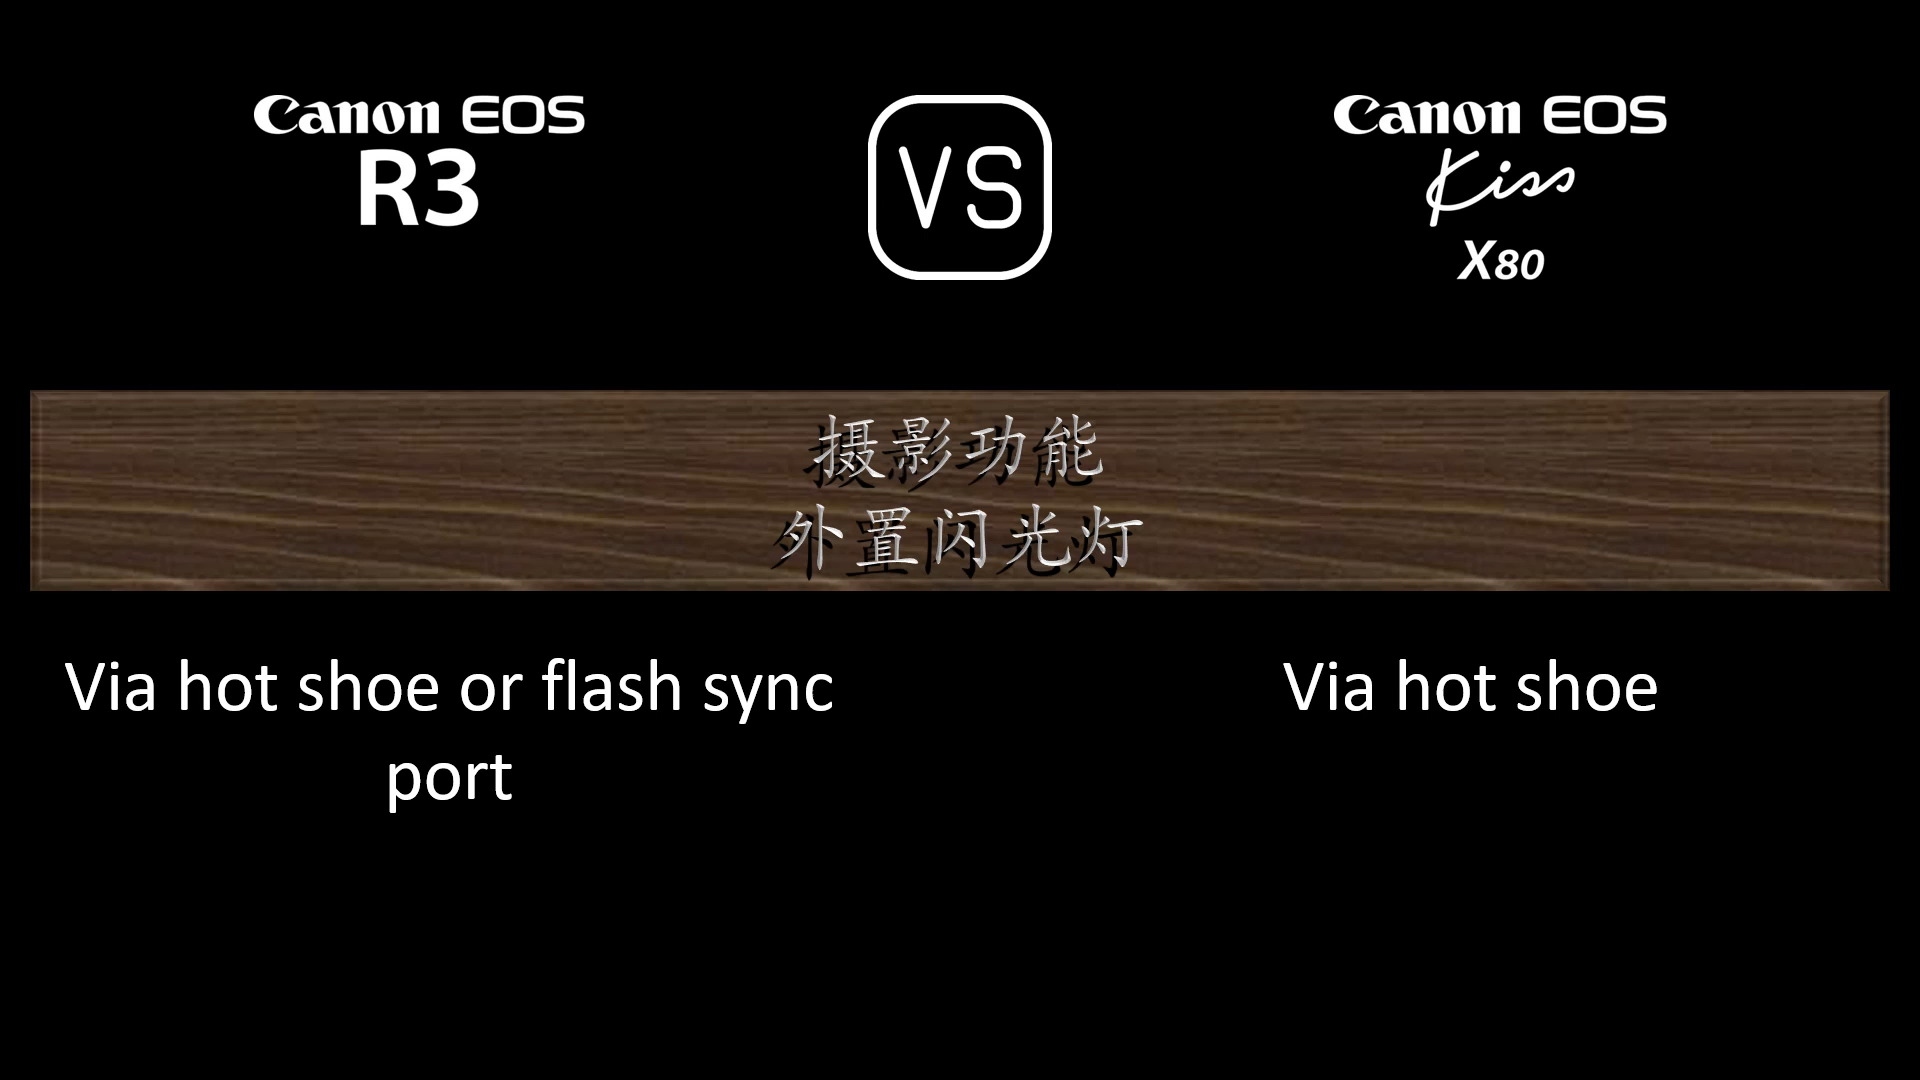 Canon EOS
R3
VS
Canon EOS
Kiss
X80
摄影功能
外置闪光灯
Via hot shoe or flash sync
port
Via hot shoe